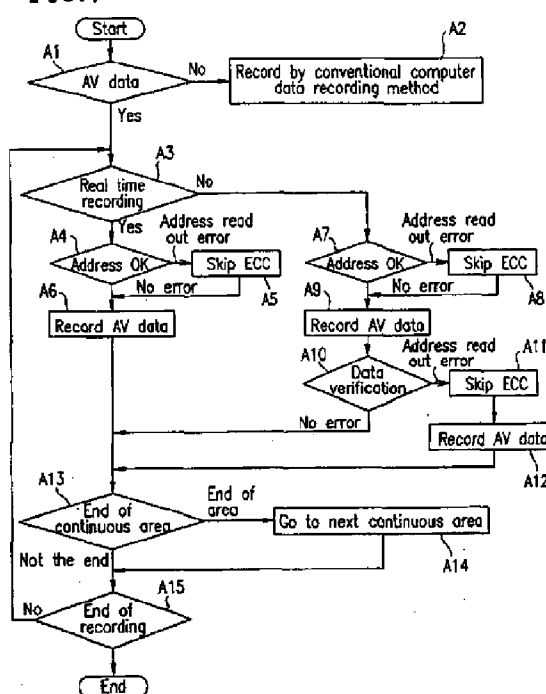 Start
A1
A2
AV data
No
Record by conventional computer
data recording method
Yes
A3
Real time
recording
No
Yes
A4
Address read
out error
Address OK
Skip ECC
A5
No error
A6
Record AV data
A7
Address read
out error
Address OK
Skip ECC
A8
No error
A9
Record AV data
A10
Data
verification
Address read
out error
A11
Skip ECC
No error
Record AV data
A12
A13
End of
continuous area
End of
area
Go to next continuous area
A14
Not the end
A15
No
End of
recording
End